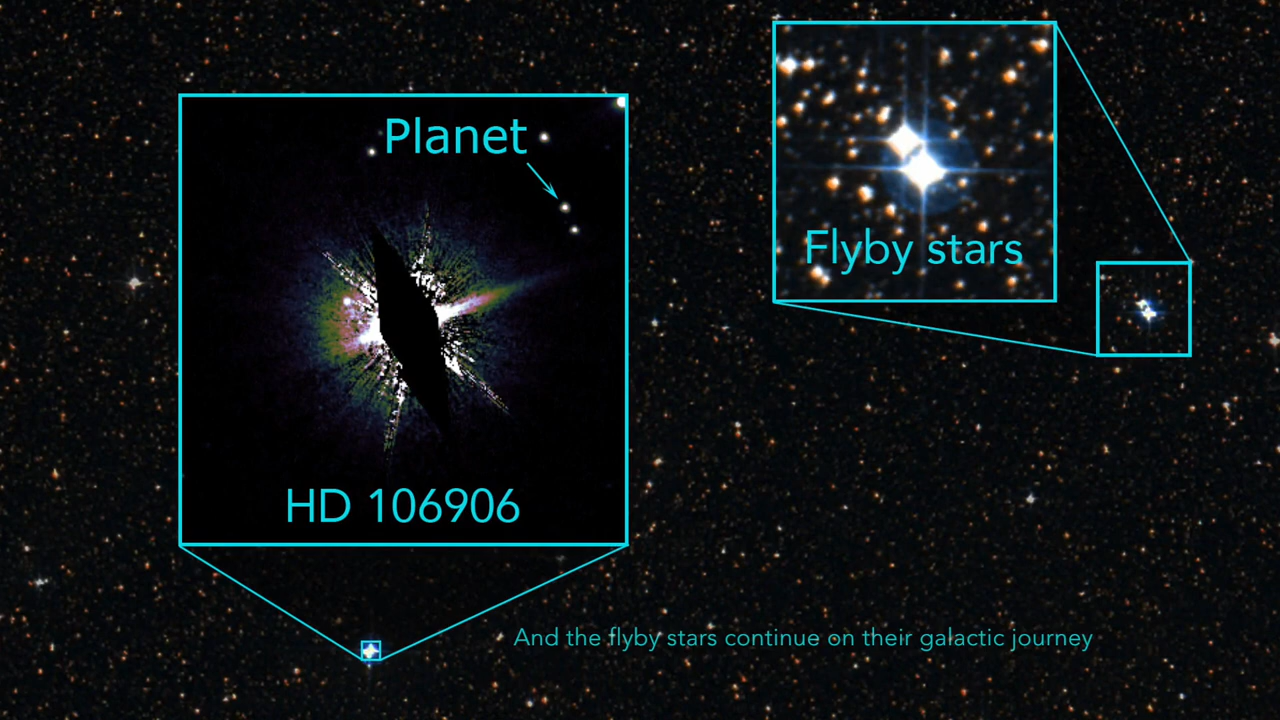 Planet
HD 106906
Flyby stars
And the flyby stars continue on their galactic journey